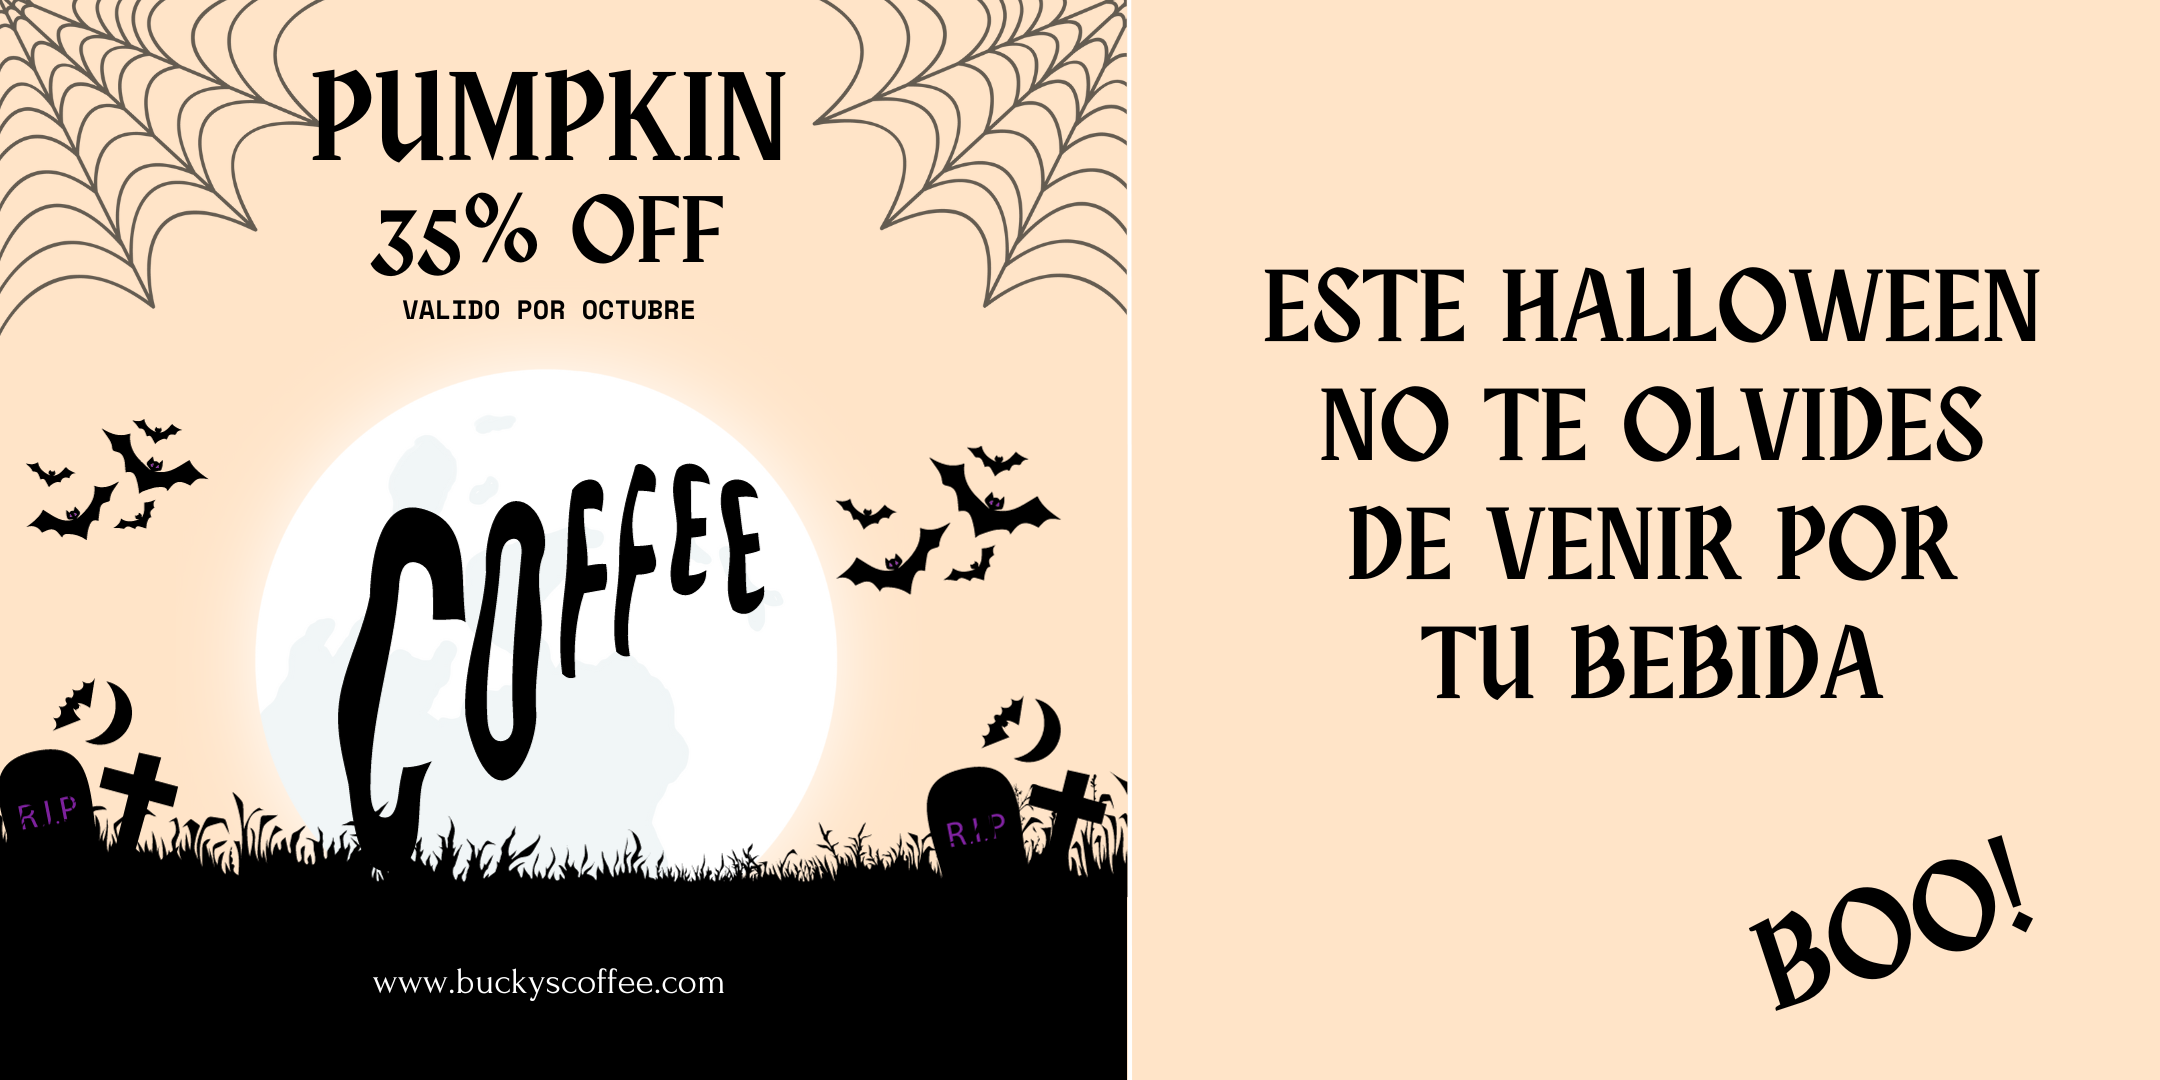 PUMPKIN
35% OFF
VALIDO POR OCTUBRE
COFFEE
R.I.P
R.I.P
www.buckyscoffee.com
ESTE HALLOWEEN
NO TE OLVIDES
DE VENIR POR
TU BEBIDA
BOO!